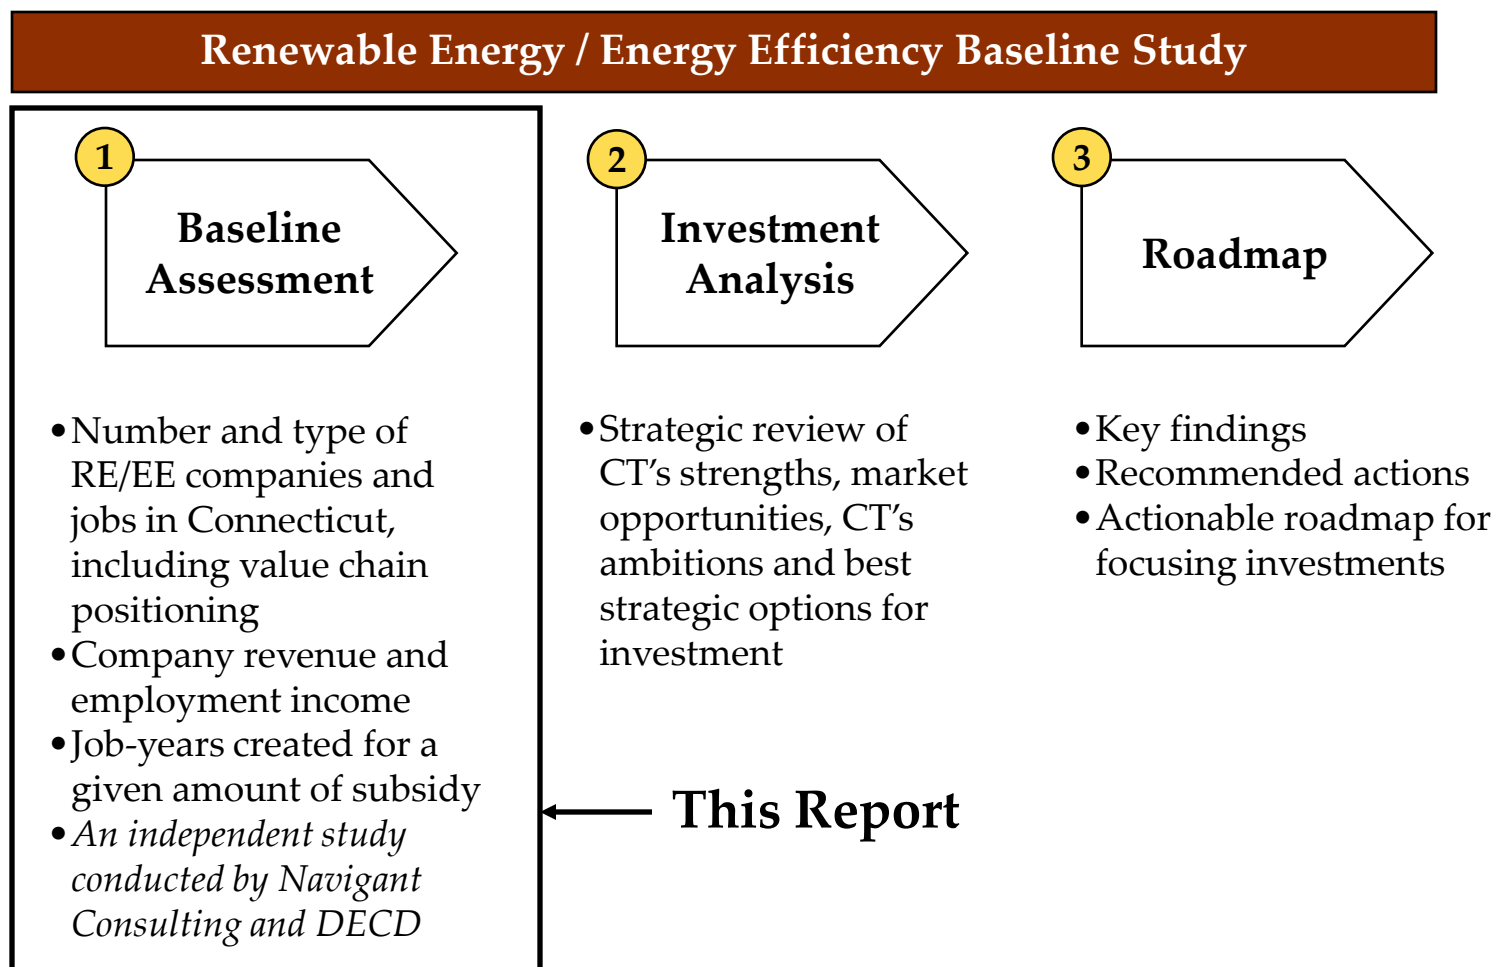 Renewable Energy / Energy Efficiency Baseline Study
1
Baseline
Assessment
•Number and type of
RE/EE companies and
jobs in Connecticut,
including value chain
positioning
•Company revenue and
employment income
•Job-years created for a
given amount of subsidy
•An independent study
conducted by Navigant
Consulting and DECD
2
Investment
Analysis
•Strategic review of
CT’s strengths, market
opportunities, CT’s
ambitions and best
strategic options for
investment
3
Roadmap
•Key findings
•Recommended actions
•Actionable roadmap for
focusing investments
This Report